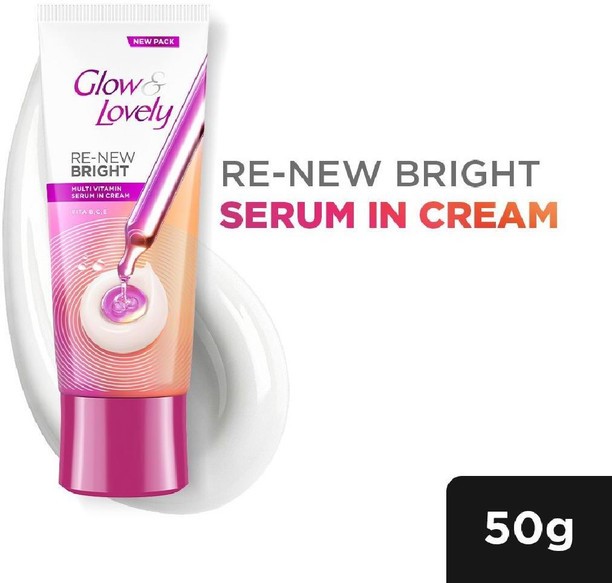 NEW PACK
Glow &
Lovely
RE-NEW
BRIGHT
MULTI VITAMIN
SERUM IN CREAM
RE-NEW BRIGHT
SERUM IN CREAM
50g